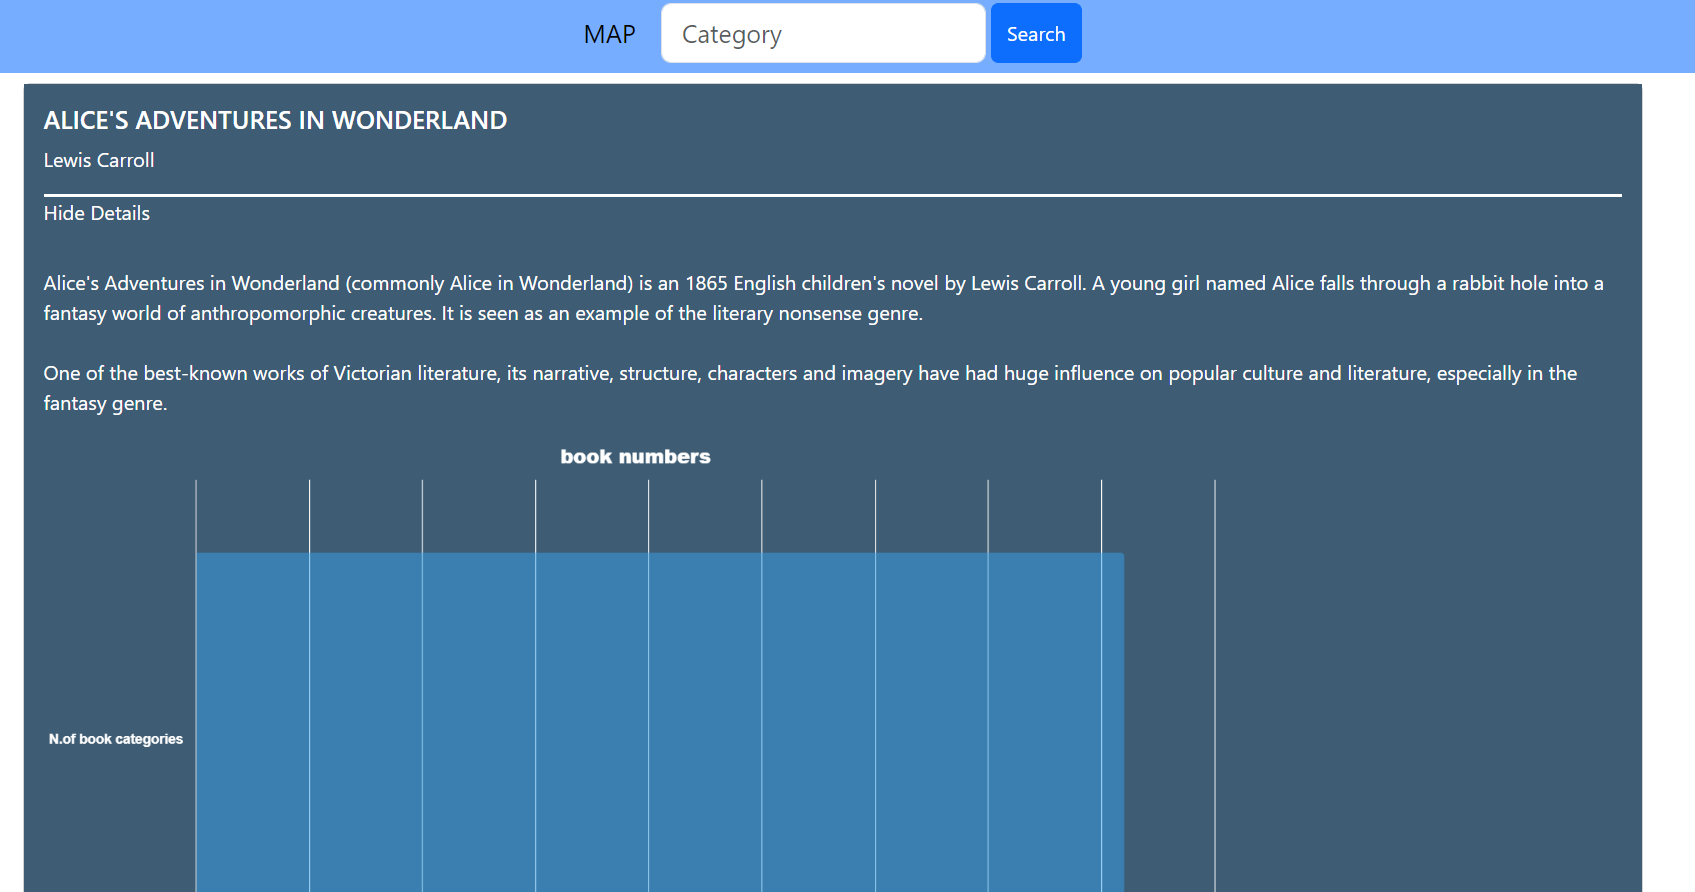 MAP Category Search
ALICE'S ADVENTURES IN WONDERLAND
Lewis Carroll
Hide Details
Alice's Adventures in Wonderland (commonly Alice in Wonderland) is an 1865 English children's novel by Lewis Carroll. A young girl named Alice falls through a rabbit hole into a
fantasy world of anthropomorphic creatures. It is seen as an example of the literary nonsense genre.
One of the best-known works of Victorian literature, its narrative, structure, characters and imagery have had huge influence on popular culture and literature, especially in the
fantasy genre.
book numbers
N.of book categories